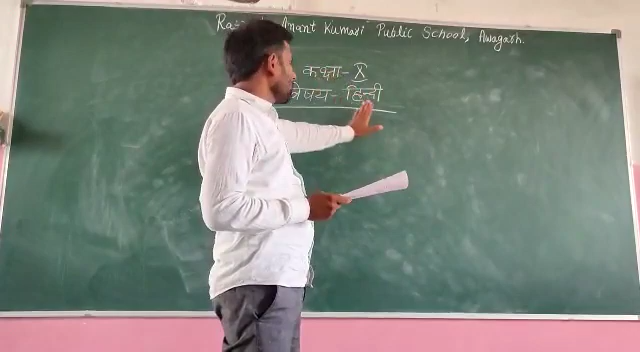 Anant Kumari Public School, Awagarh.
कक्षा - X
विषय - हिन्दी